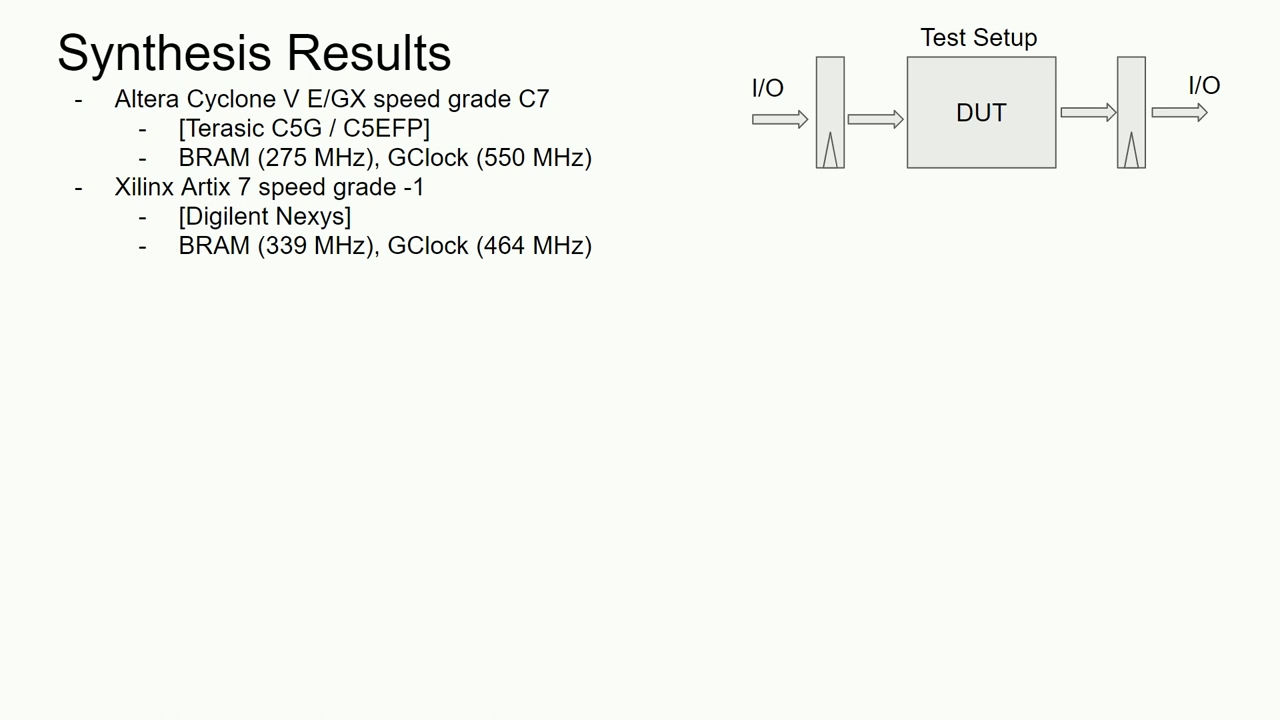 Synthesis Results
- Altera Cyclone V E/GX speed grade C7
- [Terasic C5G / C5EFP]
- BRAM (275 MHz), GClock (550 MHz)
- Xilinx Artix 7 speed grade -1
- [Digilent Nexys]
- BRAM (339 MHz), GClock (464 MHz)
Test Setup
I/O
DUT
I/O